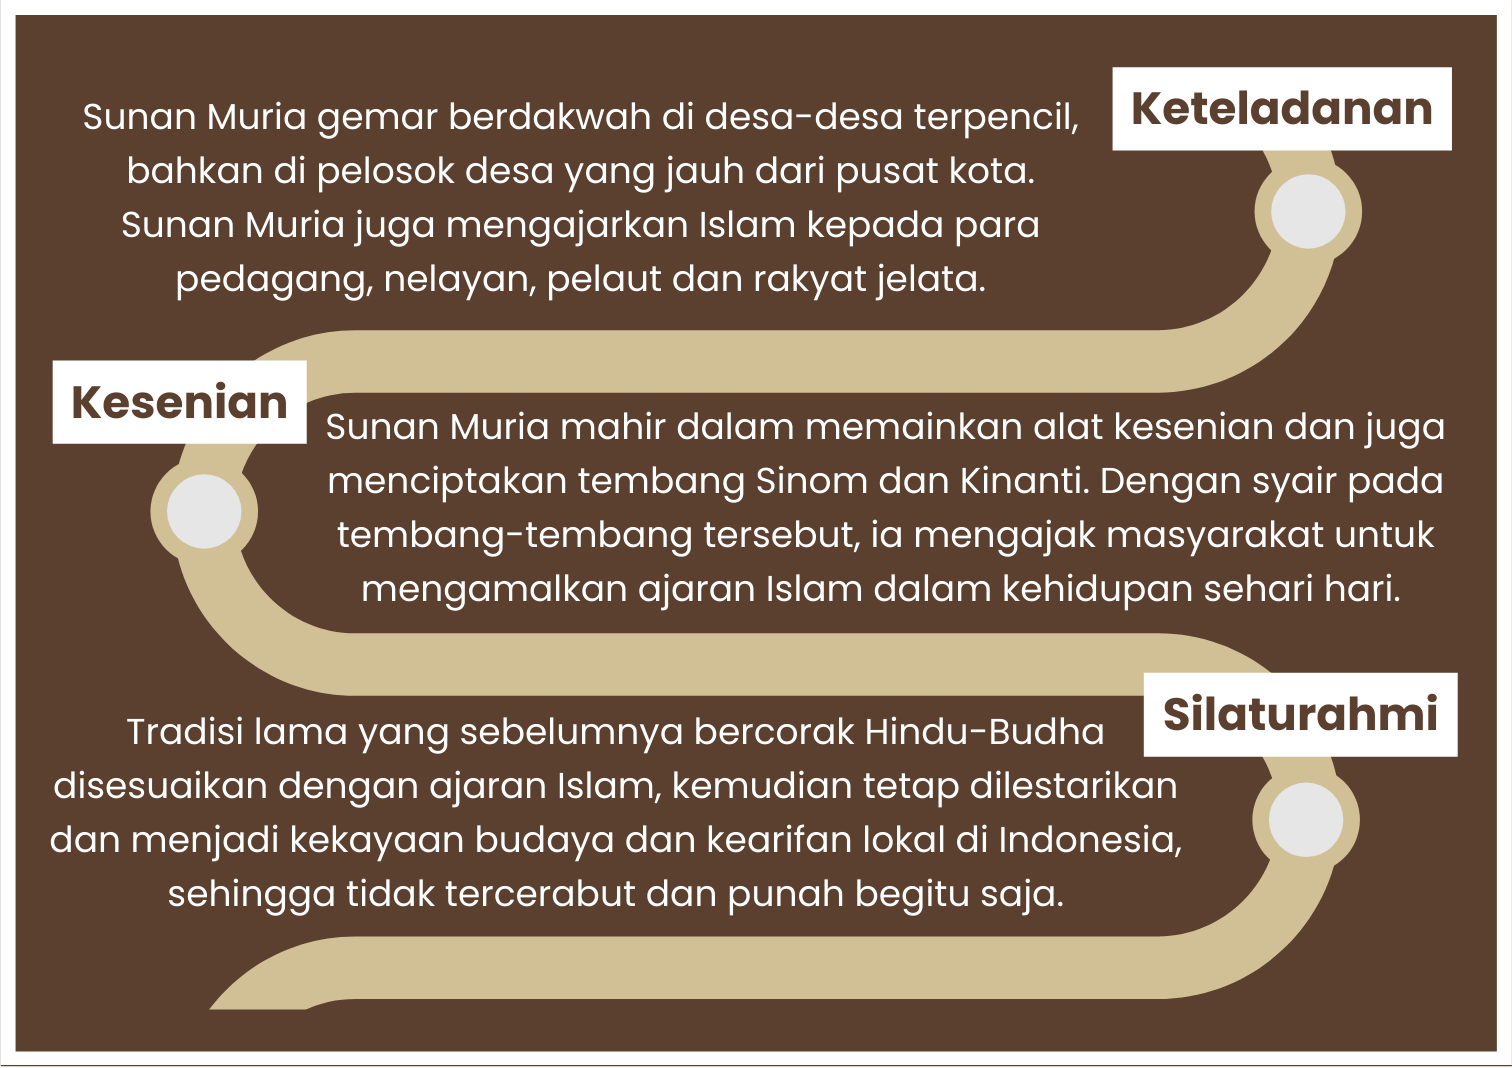 Keteladanan
Sunan Muria gemar berdakwah di desa-desa terpencil,
bahkan di pelosok desa yang jauh dari pusat kota.
Sunan Muria juga mengajarkan Islam kepada para
pedagang, nelayan, pelaut dan rakyat jelata.
Kesenian
Sunan Muria mahir dalam memainkan alat kesenian dan juga
menciptakan tembang Sinom dan Kinanti. Dengan syair pada
tembang-tembang tersebut, ia mengajak masyarakat untuk
mengamalkan ajaran Islam dalam kehidupan sehari hari.
Silaturahmi
Tradisi lama yang sebelumnya bercorak Hindu-Budha
disesuaikan dengan ajaran Islam, kemudian tetap dilestarikan
dan menjadi kekayaan budaya dan kearifan lokal di Indonesia,
sehingga tidak tercerabut dan punah begitu saja.